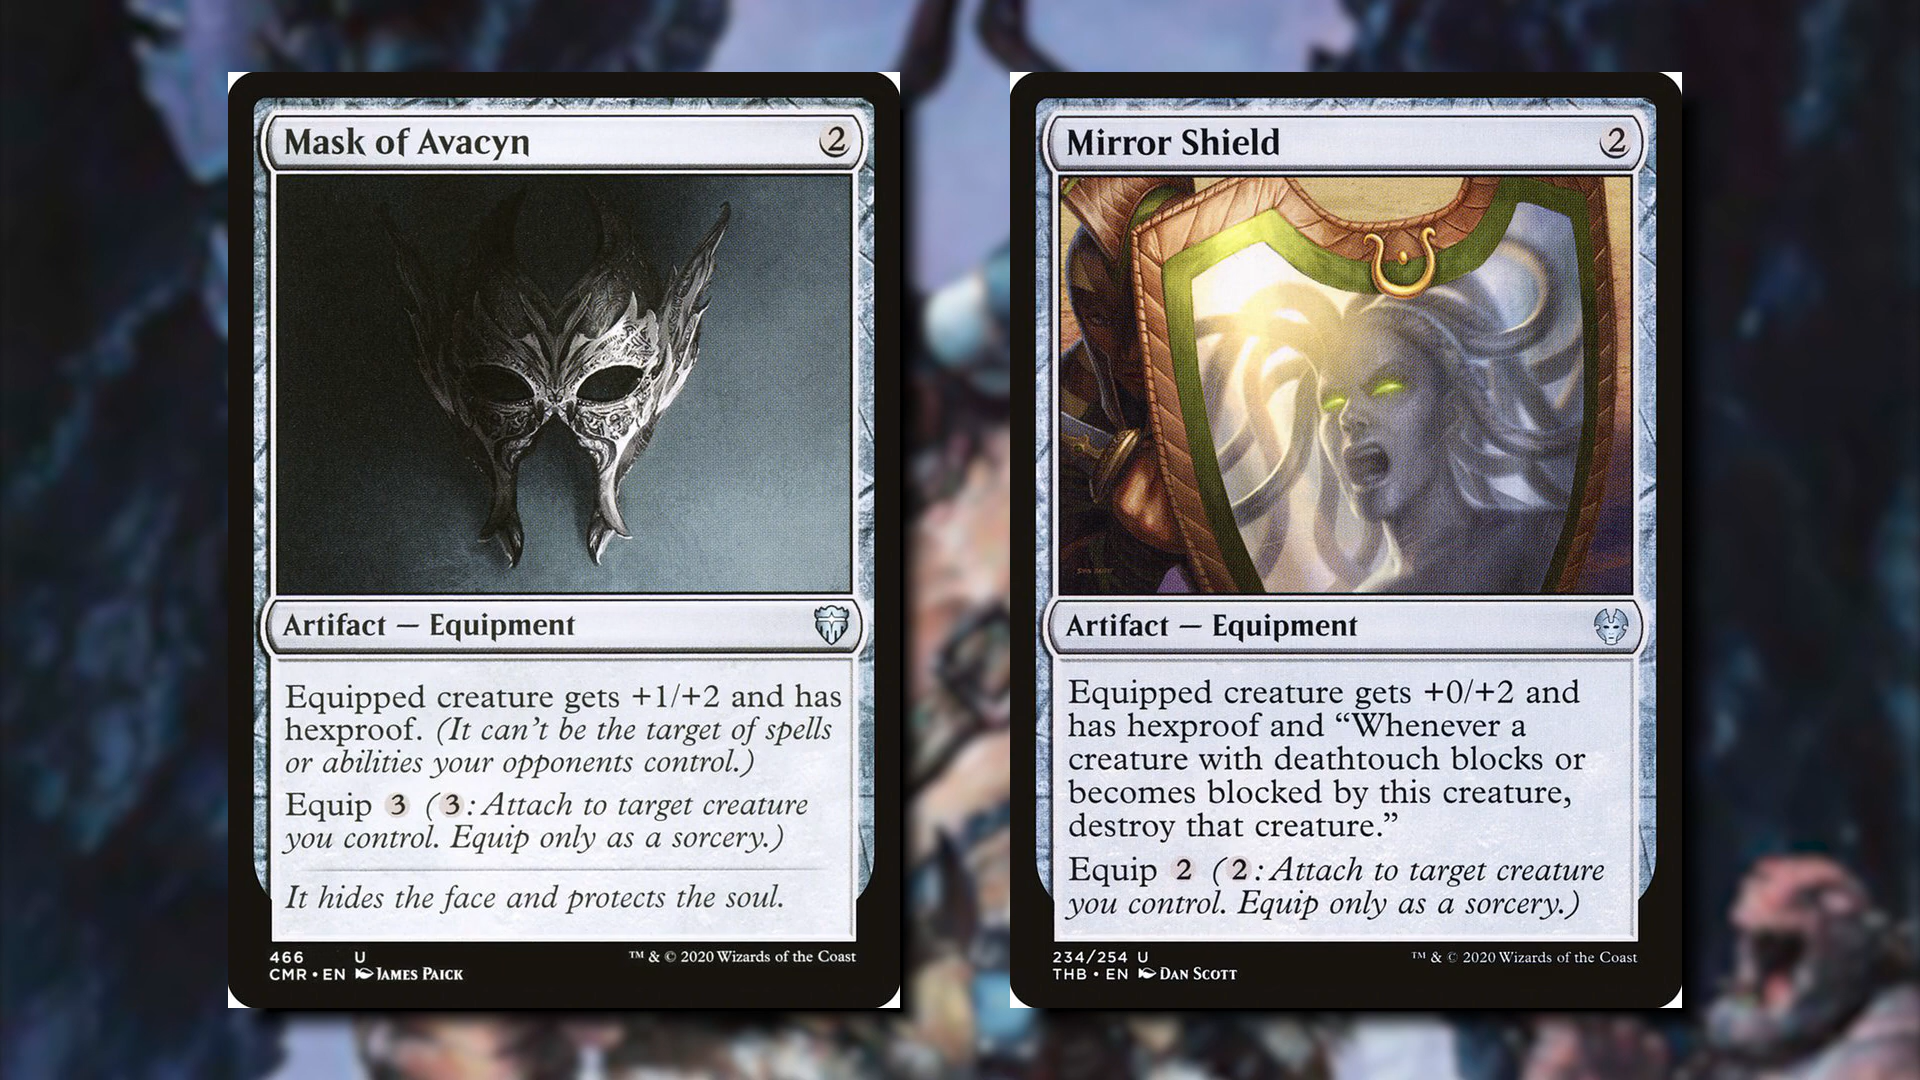 Mask of Avacyn 2
Artifact — Equipment
Equipped creature gets +1/+2 and has
hexproof. (It can't be the target of spells
or abilities your opponents control.)
Equip 3 (3: Attach to target creature
you control. Equip only as a sorcery.)
It hides the face and protects the soul.
466 U
CMR • EN James Paick
™ & © 2020 Wizards of the Coast
Mirror Shield 2
Artifact — Equipment
Equipped creature gets +0/+2 and
has hexproof and “Whenever a
creature with deathtouch blocks or
becomes blocked by this creature,
destroy that creature.”
Equip 2 (2: Attach to target creature
you control. Equip only as a sorcery.)
234/254 U
THB • EN Dan Scott
™ & © 2020 Wizards of the Coast